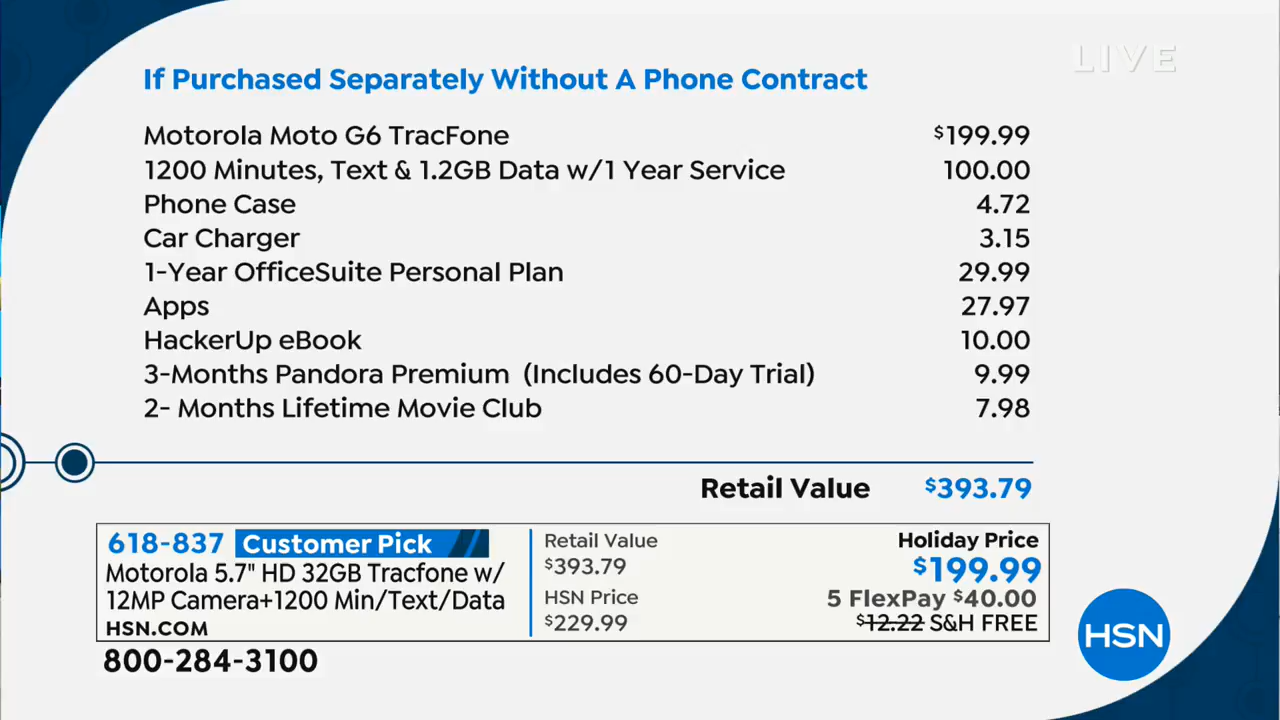 LIVE
If Purchased Separately Without A Phone Contract
Motorola Moto G6 TracFone $199.99
1200 Minutes, Text & 1.2GB Data w/1 Year Service 100.00
Phone Case 4.72
Car Charger 3.15
1-Year OfficeSuite Personal Plan 29.99
Apps 27.97
HackerUp eBook 10.00
3-Months Pandora Premium (Includes 60-Day Trial) 9.99
2- Months Lifetime Movie Club 7.98
Retail Value $393.79
618-837 Customer Pick
Motorola 5.7" HD 32GB Tracfone w/
12MP Camera+1200 Min/Text/Data
HSN.COM
Retail Value
$393.79
HSN Price
$229.99
Holiday Price
$199.99
5 FlexPay $40.00
$12.22 S&H FREE
HSN
800-284-3100